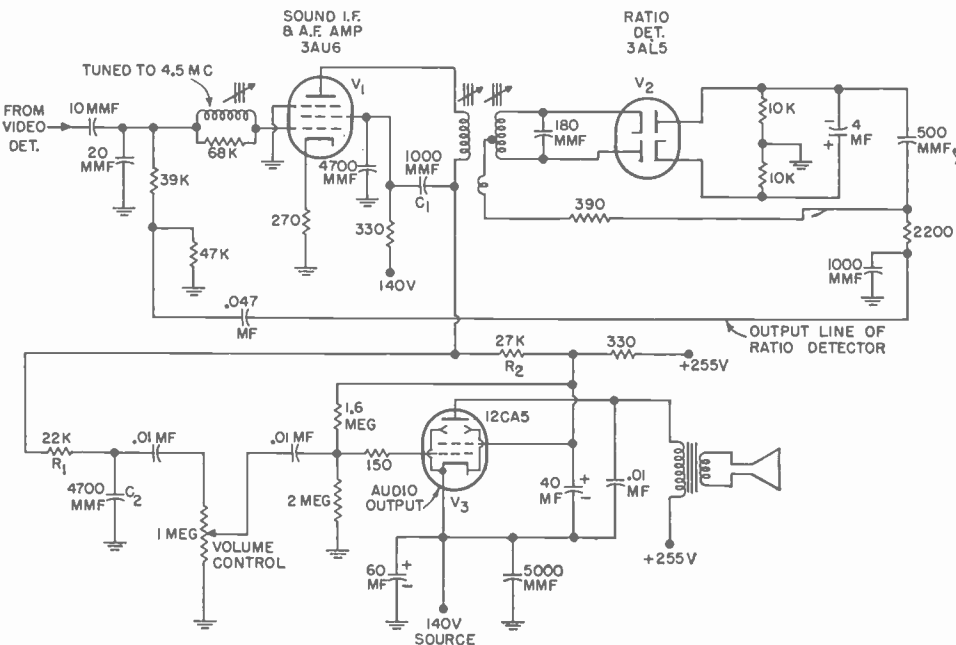 SOUND I.F.
& A.F. AMP
3AU6
RATIO
DET.
3AL5
TUNED TO 4.5 MC
V1
V2
FROM
VIDEO
DET.
10 MMF
20
MMF
68K
39K
47K
270
4700
MMF
1000
MMF
C1
330
140V
180
MMF
10K
10K
-
4
MF
+
500
MMF
390
2200
1000
MMF
.047
MF
OUTPUT LINE OF
RATIO DETECTOR
27K
R2
330
+255V
22K
R1
.01 MF
4700
MMF
C2
1 MEG
VOLUME
CONTROL
.01 MF
1.6
MEG
2 MEG
150
12CA5
AUDIO
OUTPUT
V3
40
MF
+
-
.01
MF
+255V
60
MF
+
-
5000
MMF
140V
SOURCE